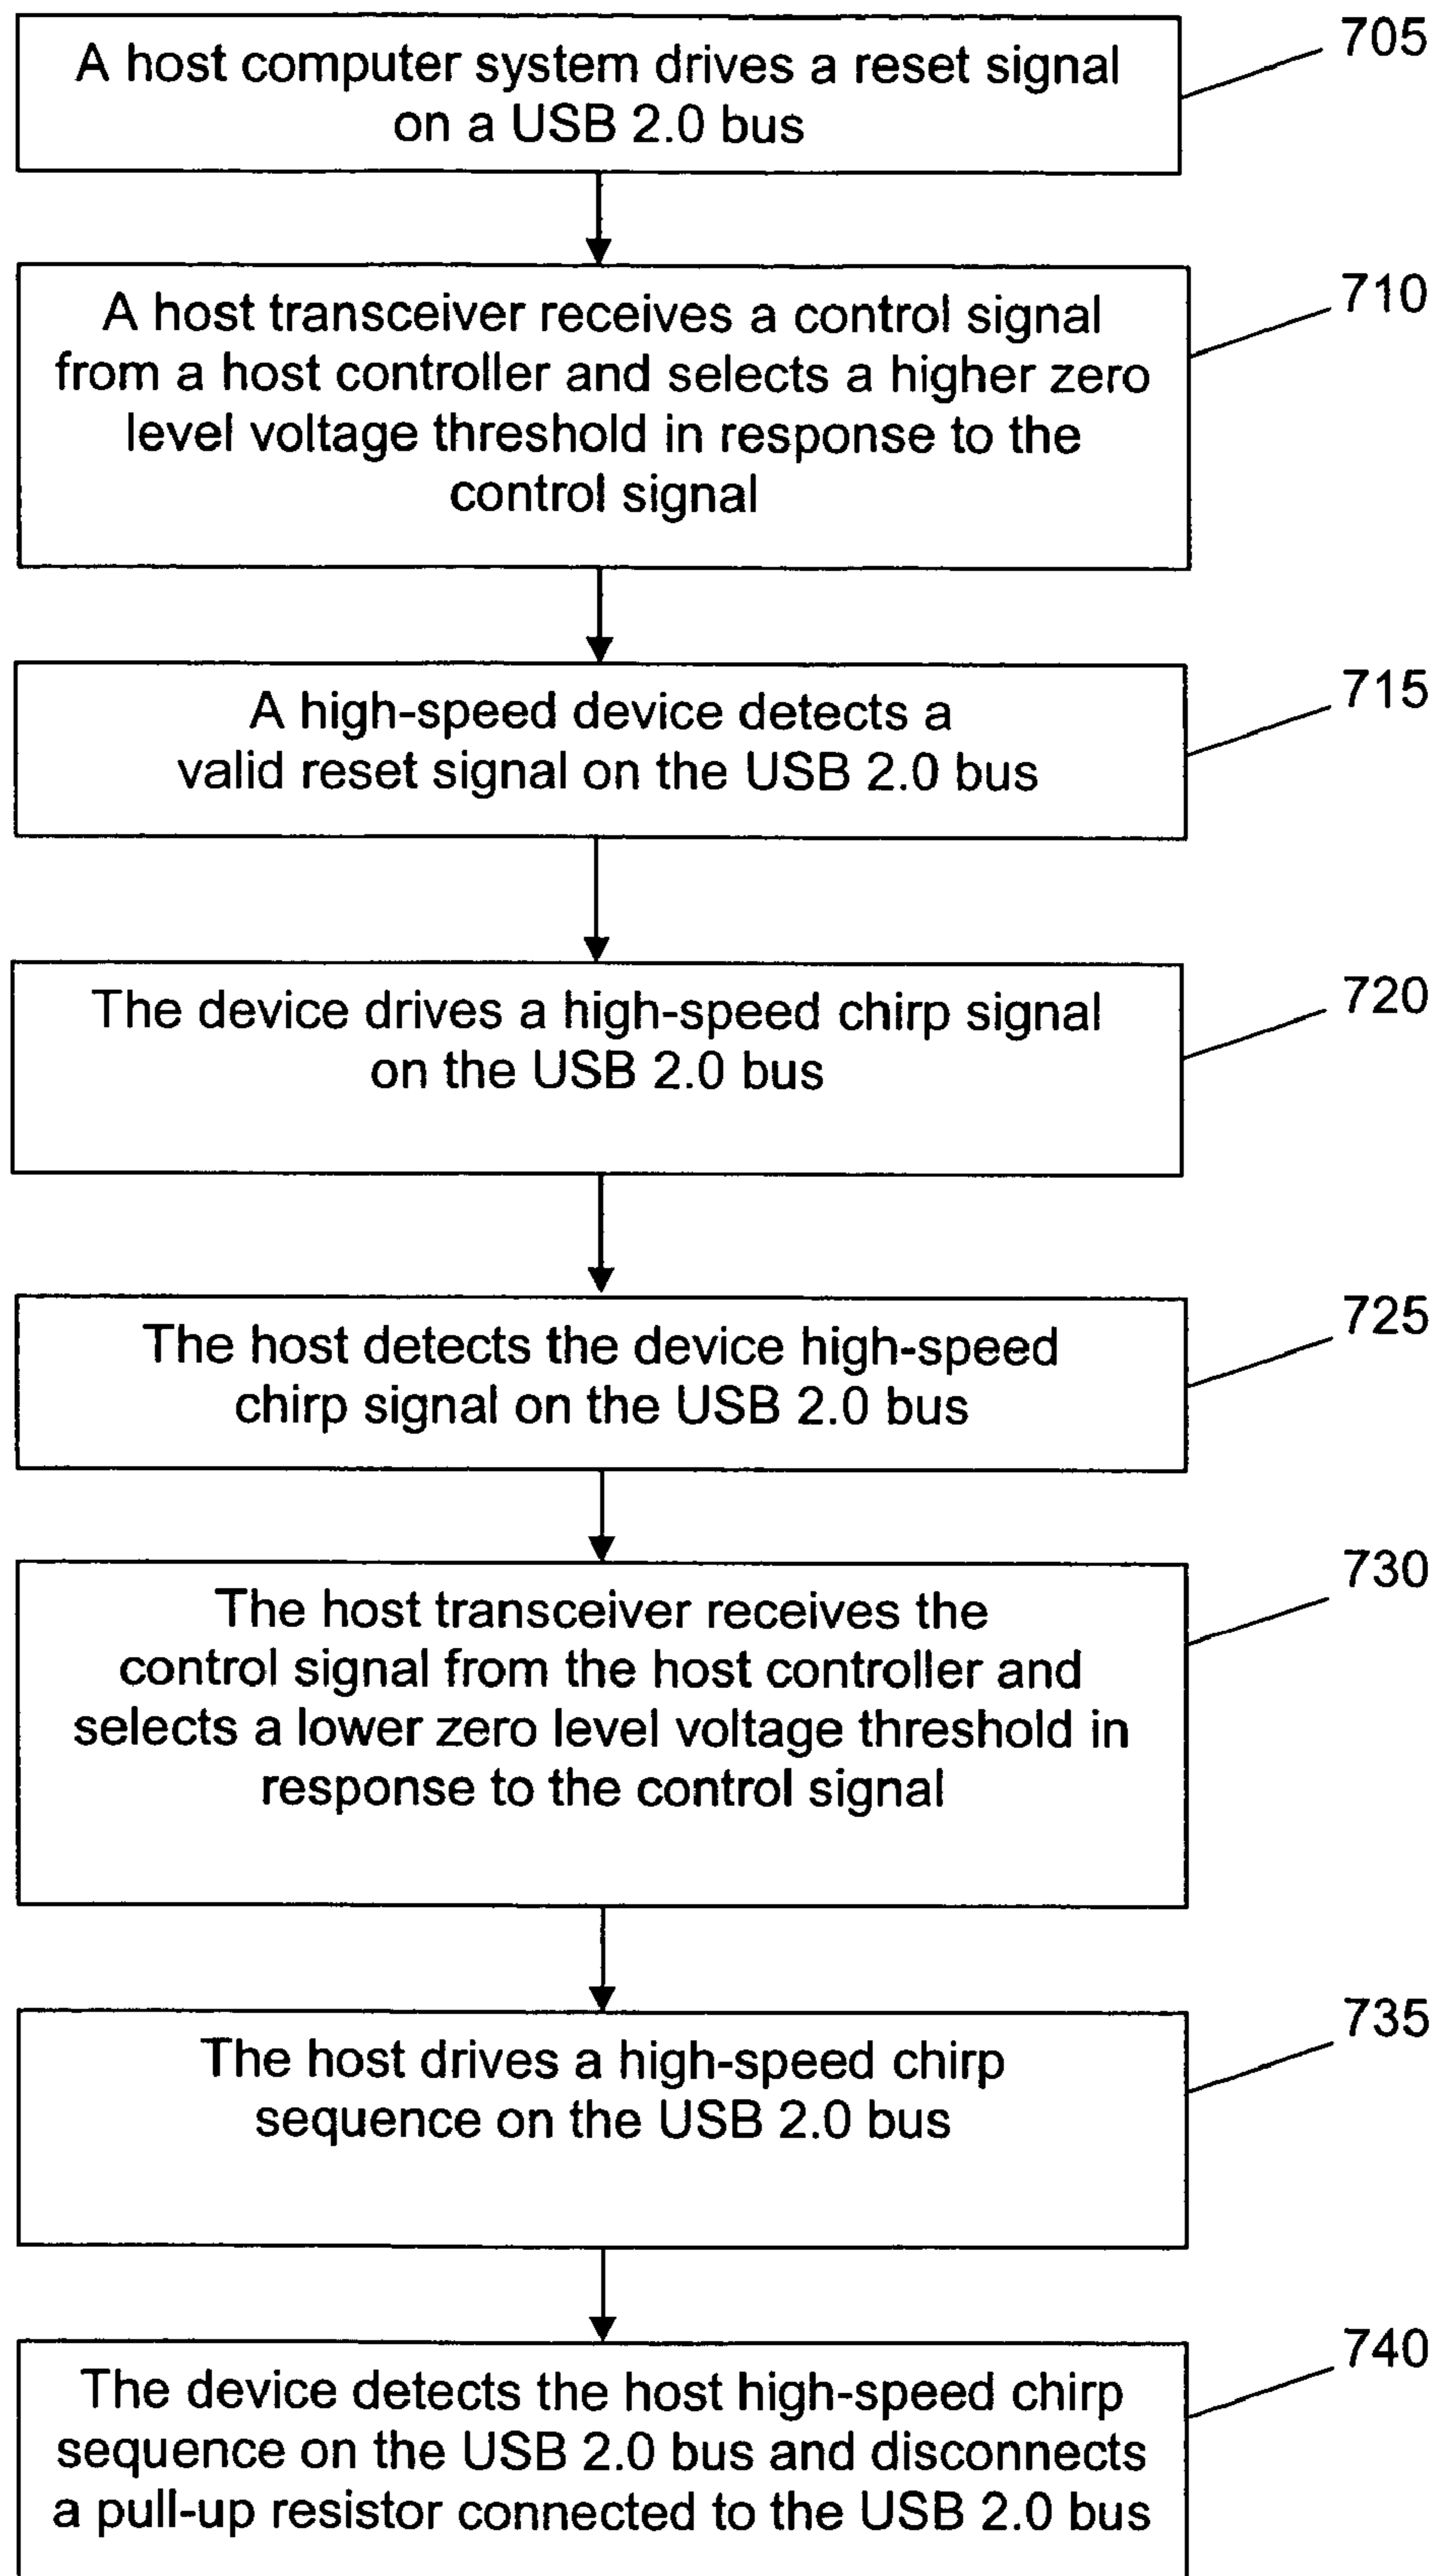 A host computer system drives a reset signal
on a USB 2.0 bus
705
A host transceiver receives a control signal
from a host controller and selects a higher zero
level voltage threshold in response to the
control signal
710
A high-speed device detects a
valid reset signal on the USB 2.0 bus
715
The device drives a high-speed chirp signal
on the USB 2.0 bus
720
The host detects the device high-speed
chirp signal on the USB 2.0 bus
725
The host transceiver receives the
control signal from the host controller and
selects a lower zero level voltage threshold in
response to the control signal
730
The host drives a high-speed chirp
sequence on the USB 2.0 bus
735
The device detects the host high-speed chirp
sequence on the USB 2.0 bus and disconnects
a pull-up resistor connected to the USB 2.0 bus
740